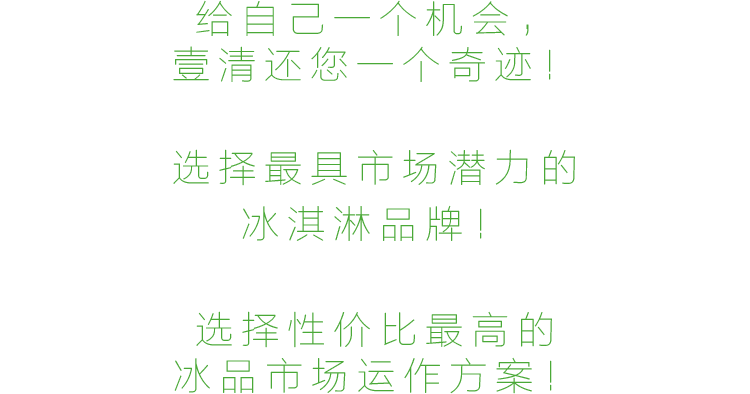 给自己一个机会，
壹清还您一个奇迹！
选择最具市场潜力的
冰淇淋品牌！
选择性价比最高的
冰品市场运作方案！